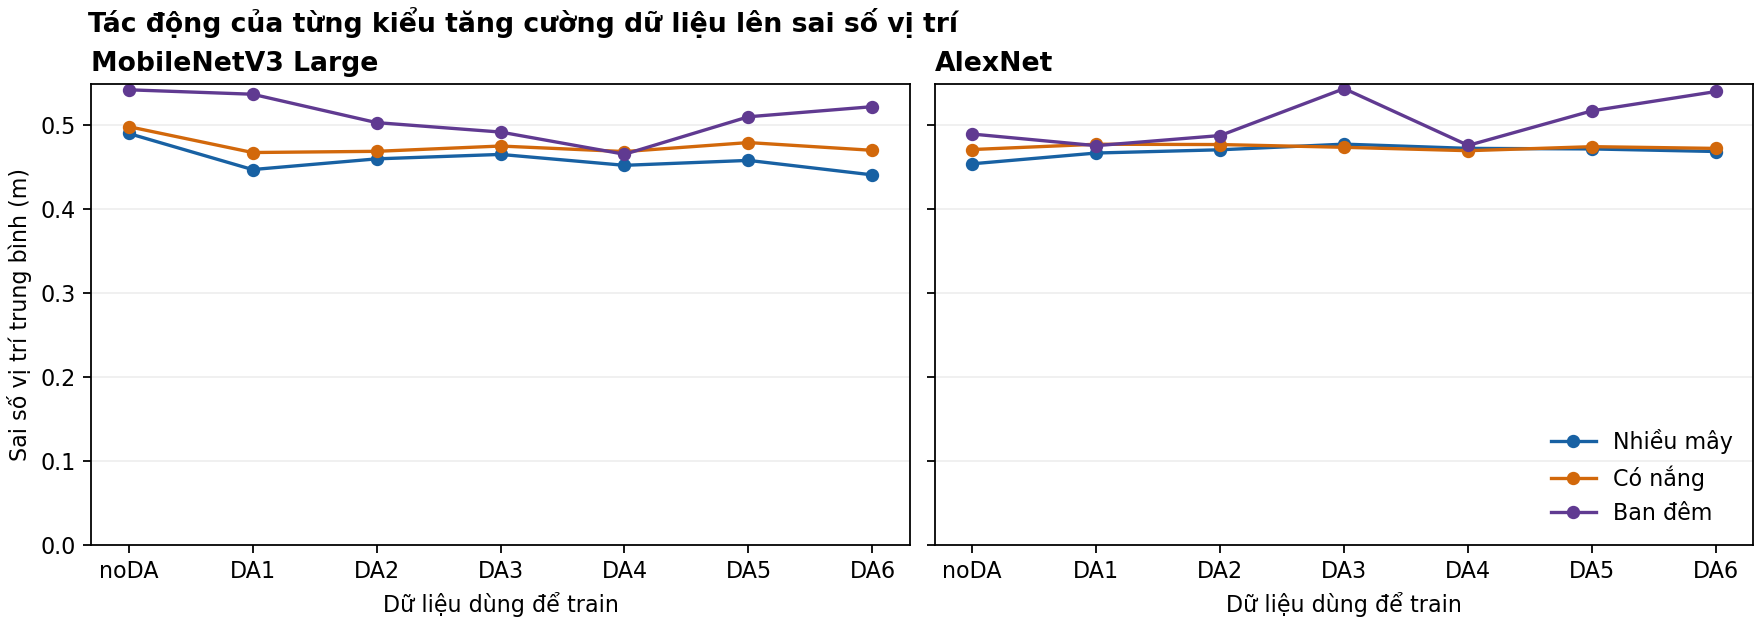 Tác động của từng kiểu tăng cường dữ liệu lên sai số vị trí
MobileNetV3 Large
AlexNet
Sai số vị trí trung bình (m)
0.5
0.4
0.3
0.2
0.1
0.0
noDA DA1 DA2 DA3 DA4 DA5 DA6
Dữ liệu dùng để train
noDA DA1 DA2 DA3 DA4 DA5 DA6
Dữ liệu dùng để train
Nhiều mây
Có nắng
Ban đêm